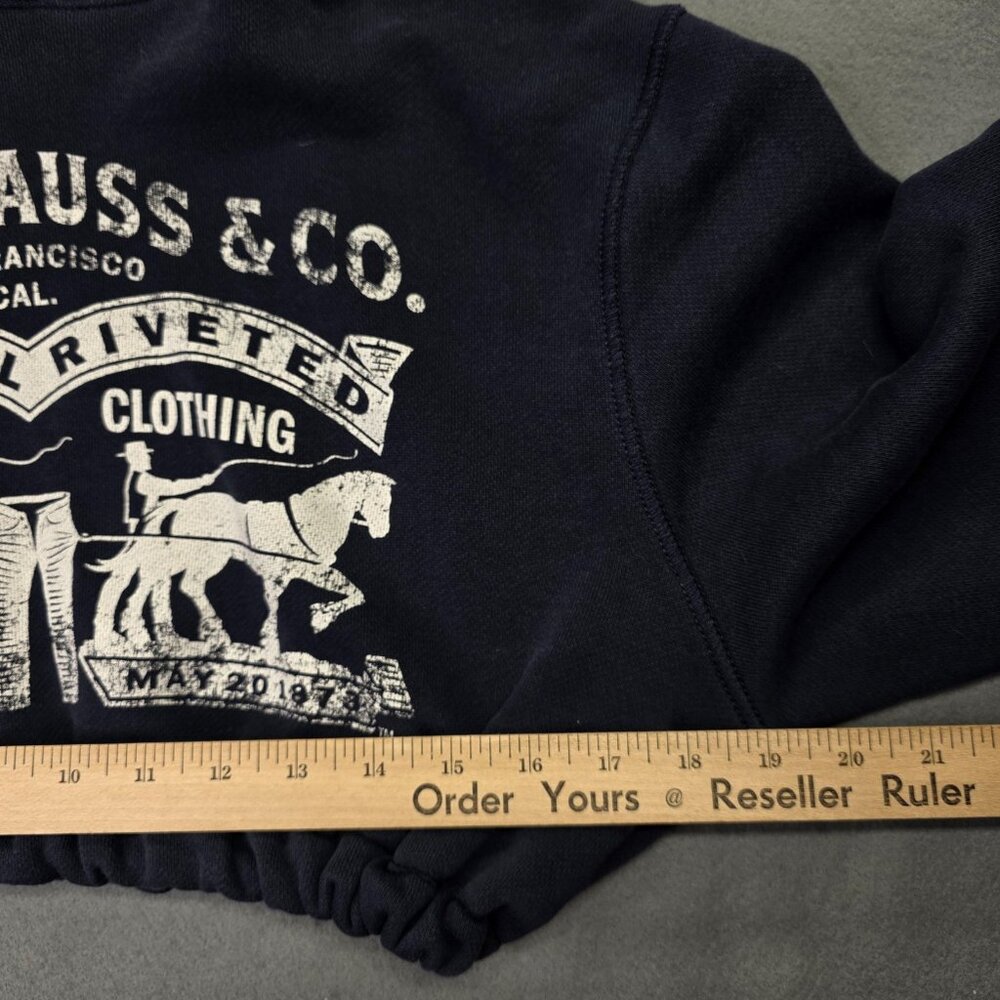 AUSS & CO.
RANCISCO
CAL.
L RIVETED
CLOTHING
MAY 20 1873
TM
10 11 12 13 14 15 16 17 18 19 20 21
Order Yours @ Reseller Ruler